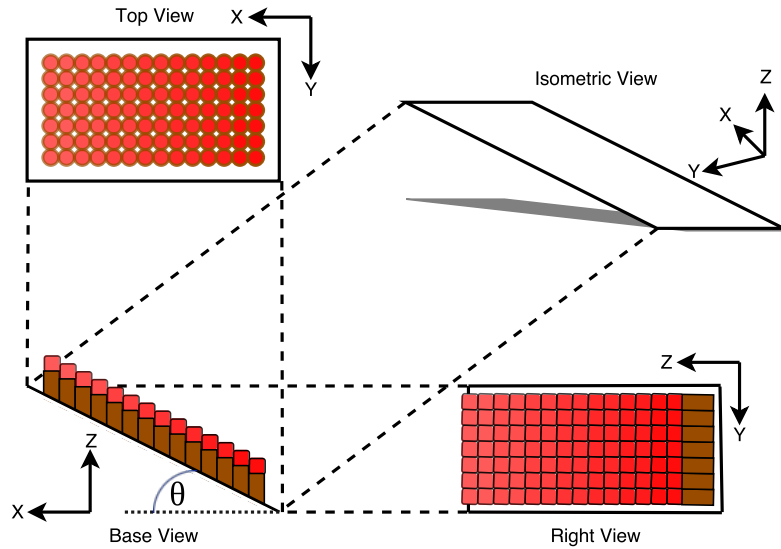 Top View
X
Y
Isometric View
Z
X
Y
Z
X
θ
Base View
Z
Y
Right View